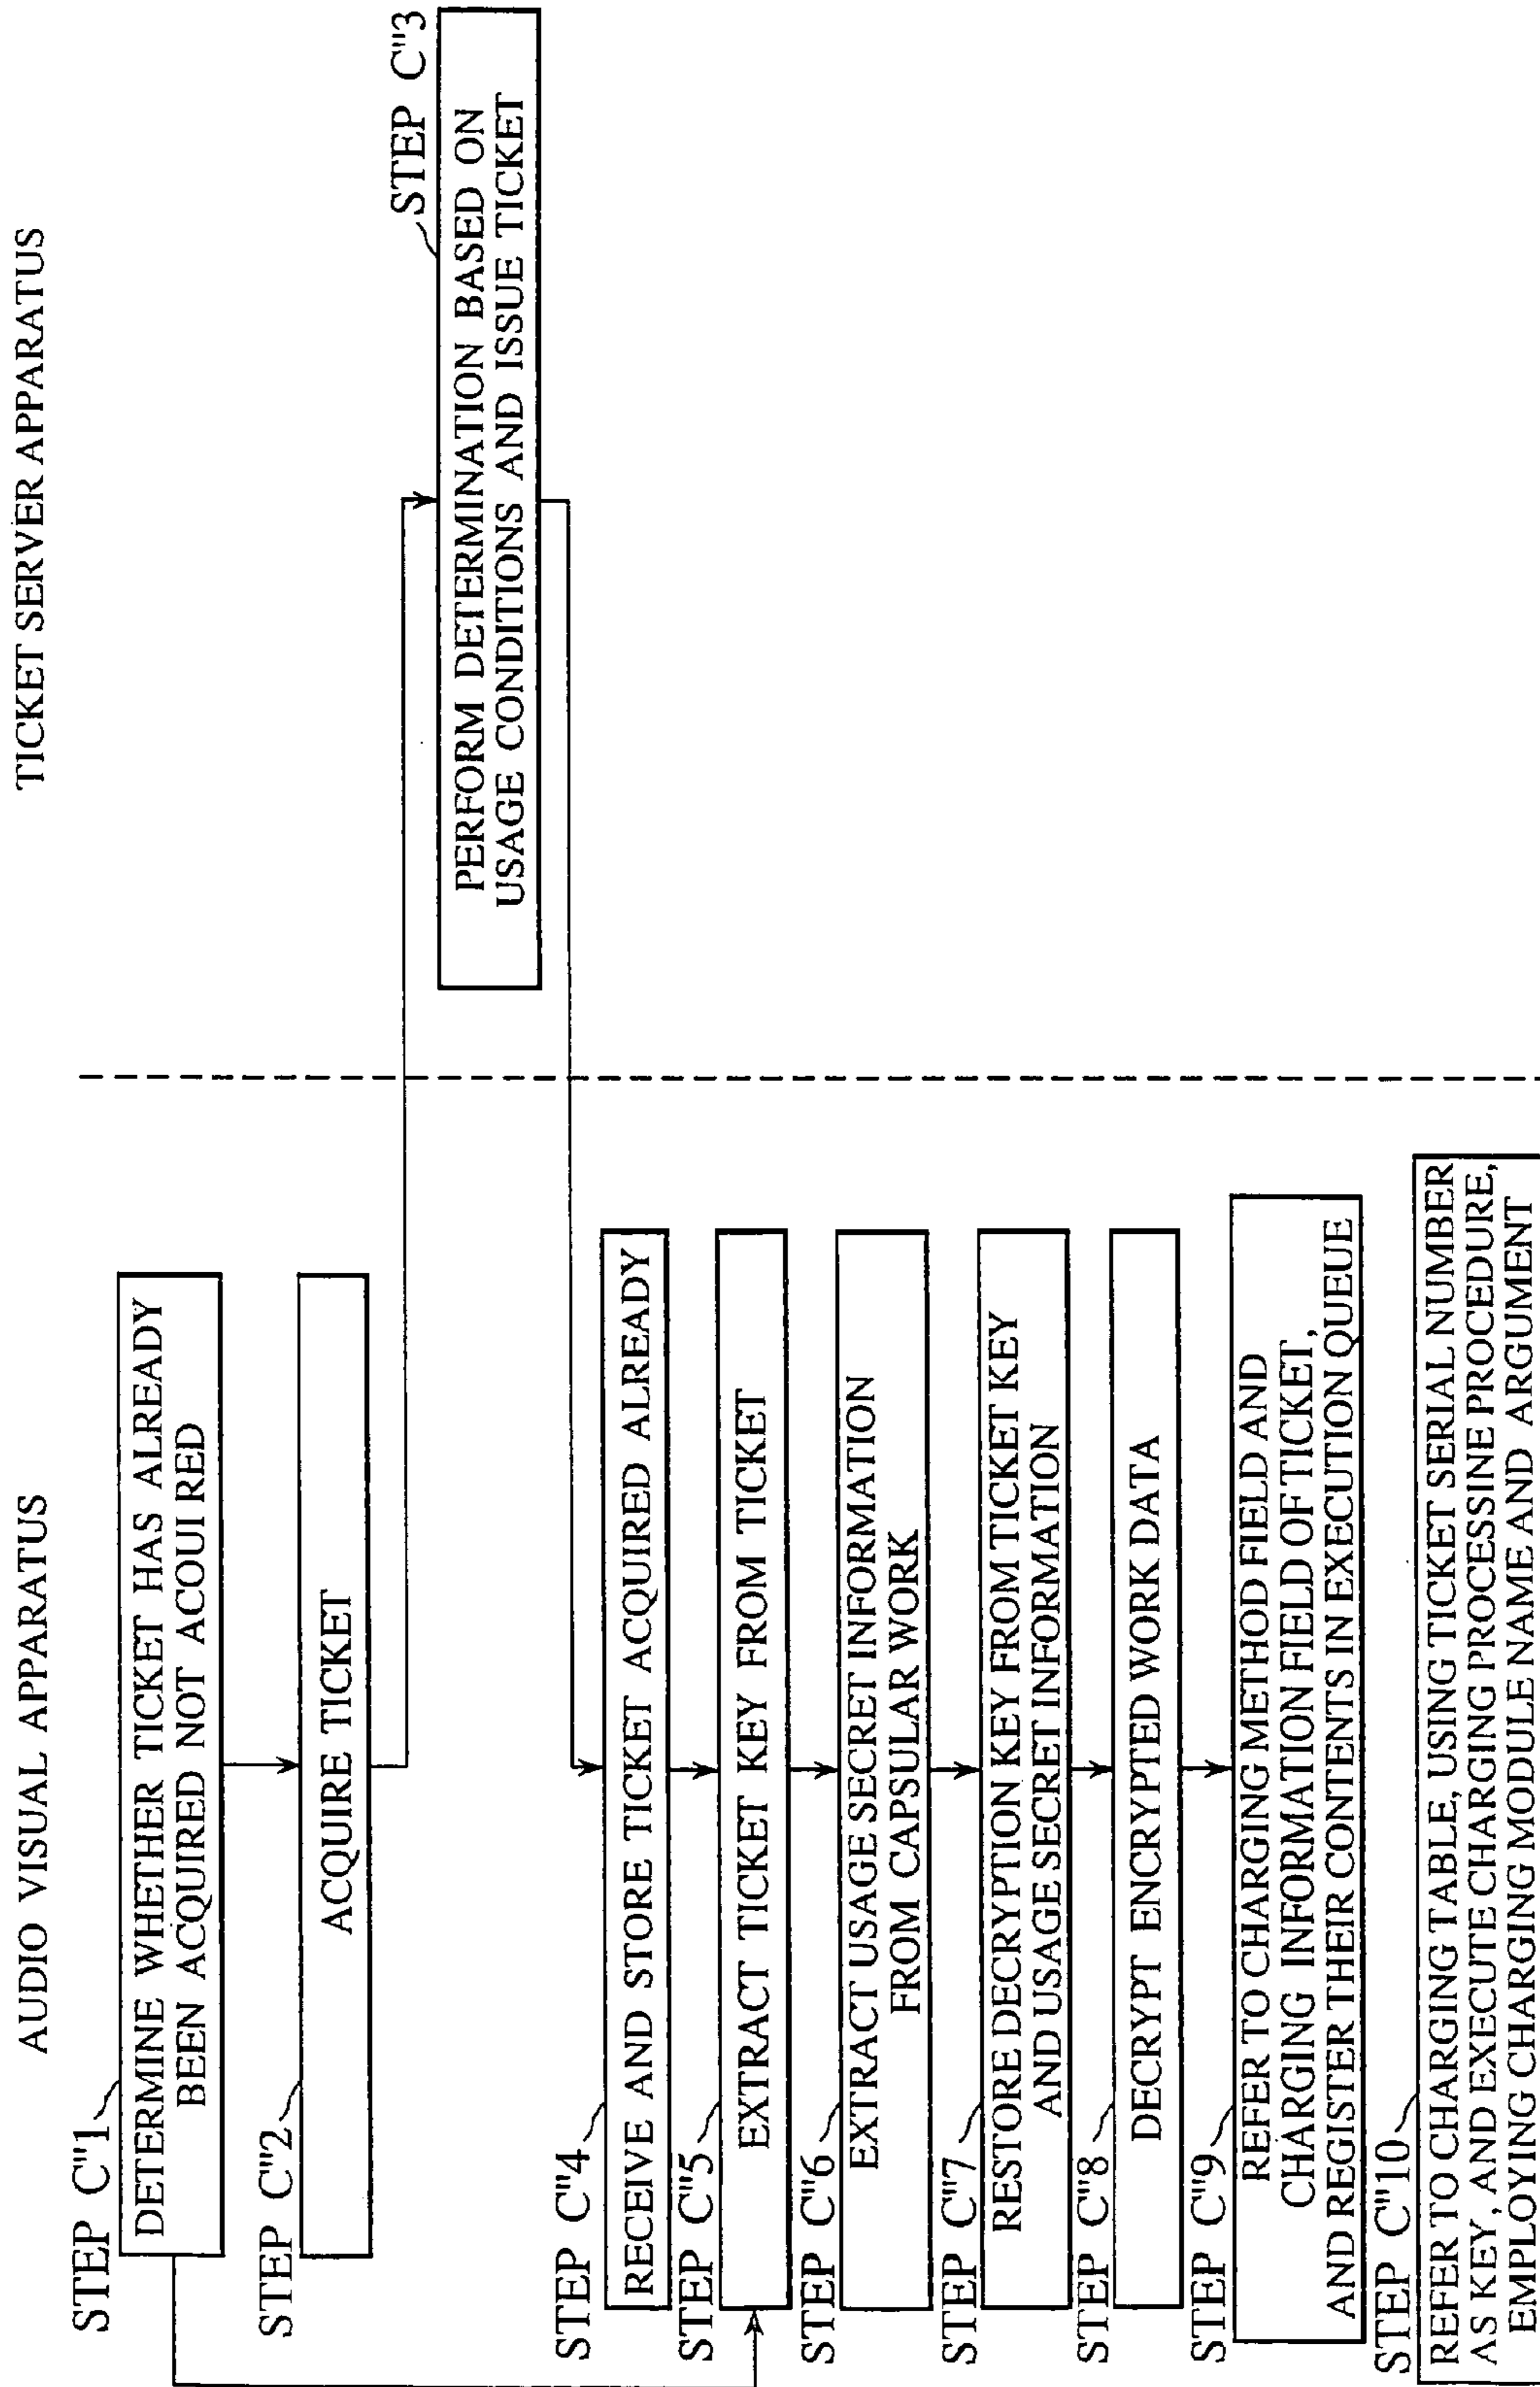 AUDIO VISUAL APPARATUS
TICKET SERVER APPARATUS
STEP C"1
DETERMINE WHETHER TICKET HAS ALREADY
BEEN ACQUIRED NOT ACOUI RED
STEP C"2
ACQUIRE TICKET
STEP C"3
PERFORM DETERMINATION BASED ON
USAGE CONDITIONS AND ISSUE TICKET
STEP C"4
RECEIVE AND STORE TICKET ACQUIRED ALREADY
STEP C"5
EXTRACT TICKET KEY FROM TICKET
STEP C"6
EXTRACT USAGE SECRET INFORMATION
FROM CAPSULAR WORK
STEP C"7
RESTORE DECRYPTION KEY FROM TICKET KEY
AND USAGE SECRET INFORMATION
STEP C"8
DECRYPT ENCRYPTED WORK DATA
STEP C"9
REFER TO CHARGING METHOD FIELD AND
CHARGING INFORMATION FIELD OF TICKET,
AND REGISTER THEIR CONTENTS IN EXECUTION QUEUE
STEP C"10
REFER TO CHARGING TABLE, USING TICKET SERIAL NUMBER
AS KEY, AND EXECUTE CHARGING PROCESSINE PROCEDURE,
EMPLOYING CHARGING MODULE NAME AND ARGUMENT